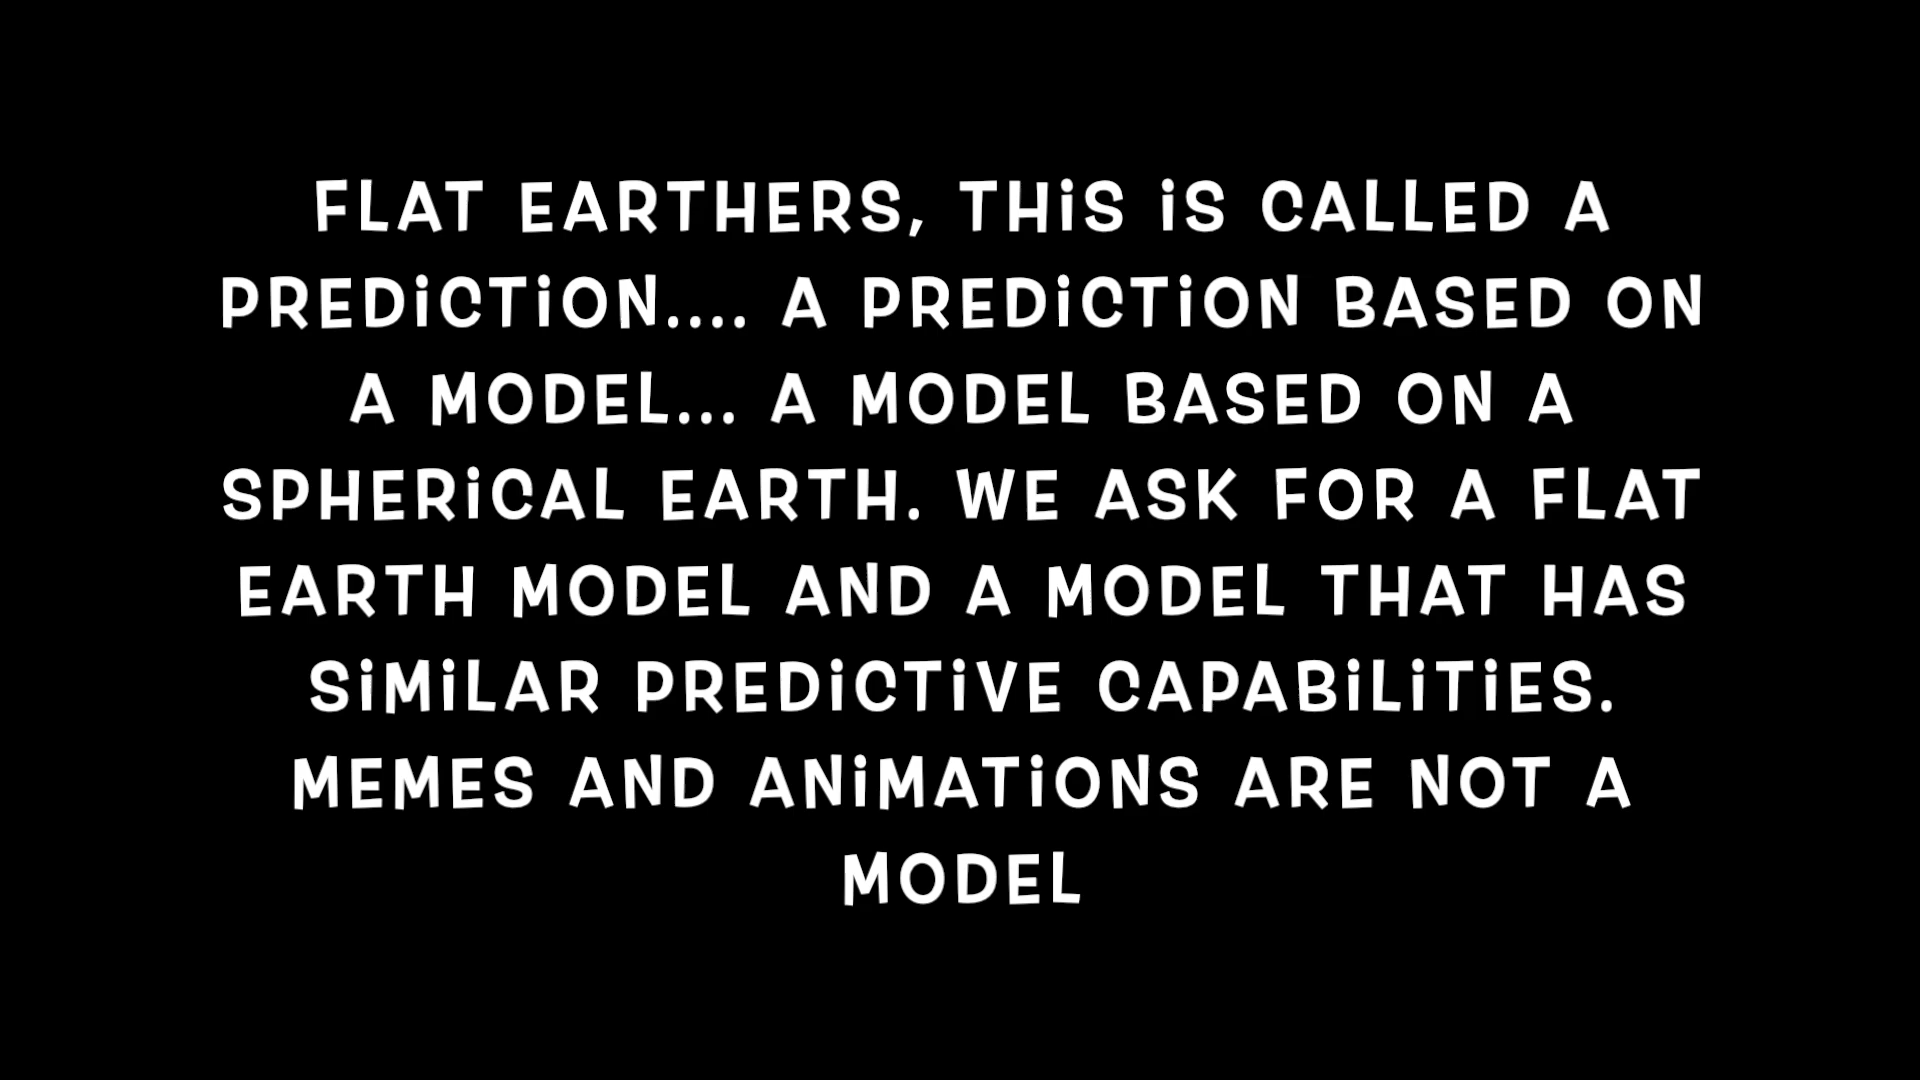 FLAT EARTHERS, THiS iS CALLED A
PREDiCTiON.... A PREDiCTiON BASED ON
A MODEL... A MODEL BASED ON A
SPHERiCAL EARTH. WE ASK FOR A FLAT
EARTH MODEL AND A MODEL THAT HAS
SiMiLAR PREDiCTiVE CAPABiLiTiES.
MEMES AND ANiMATiONS ARE NOT A
MODEL